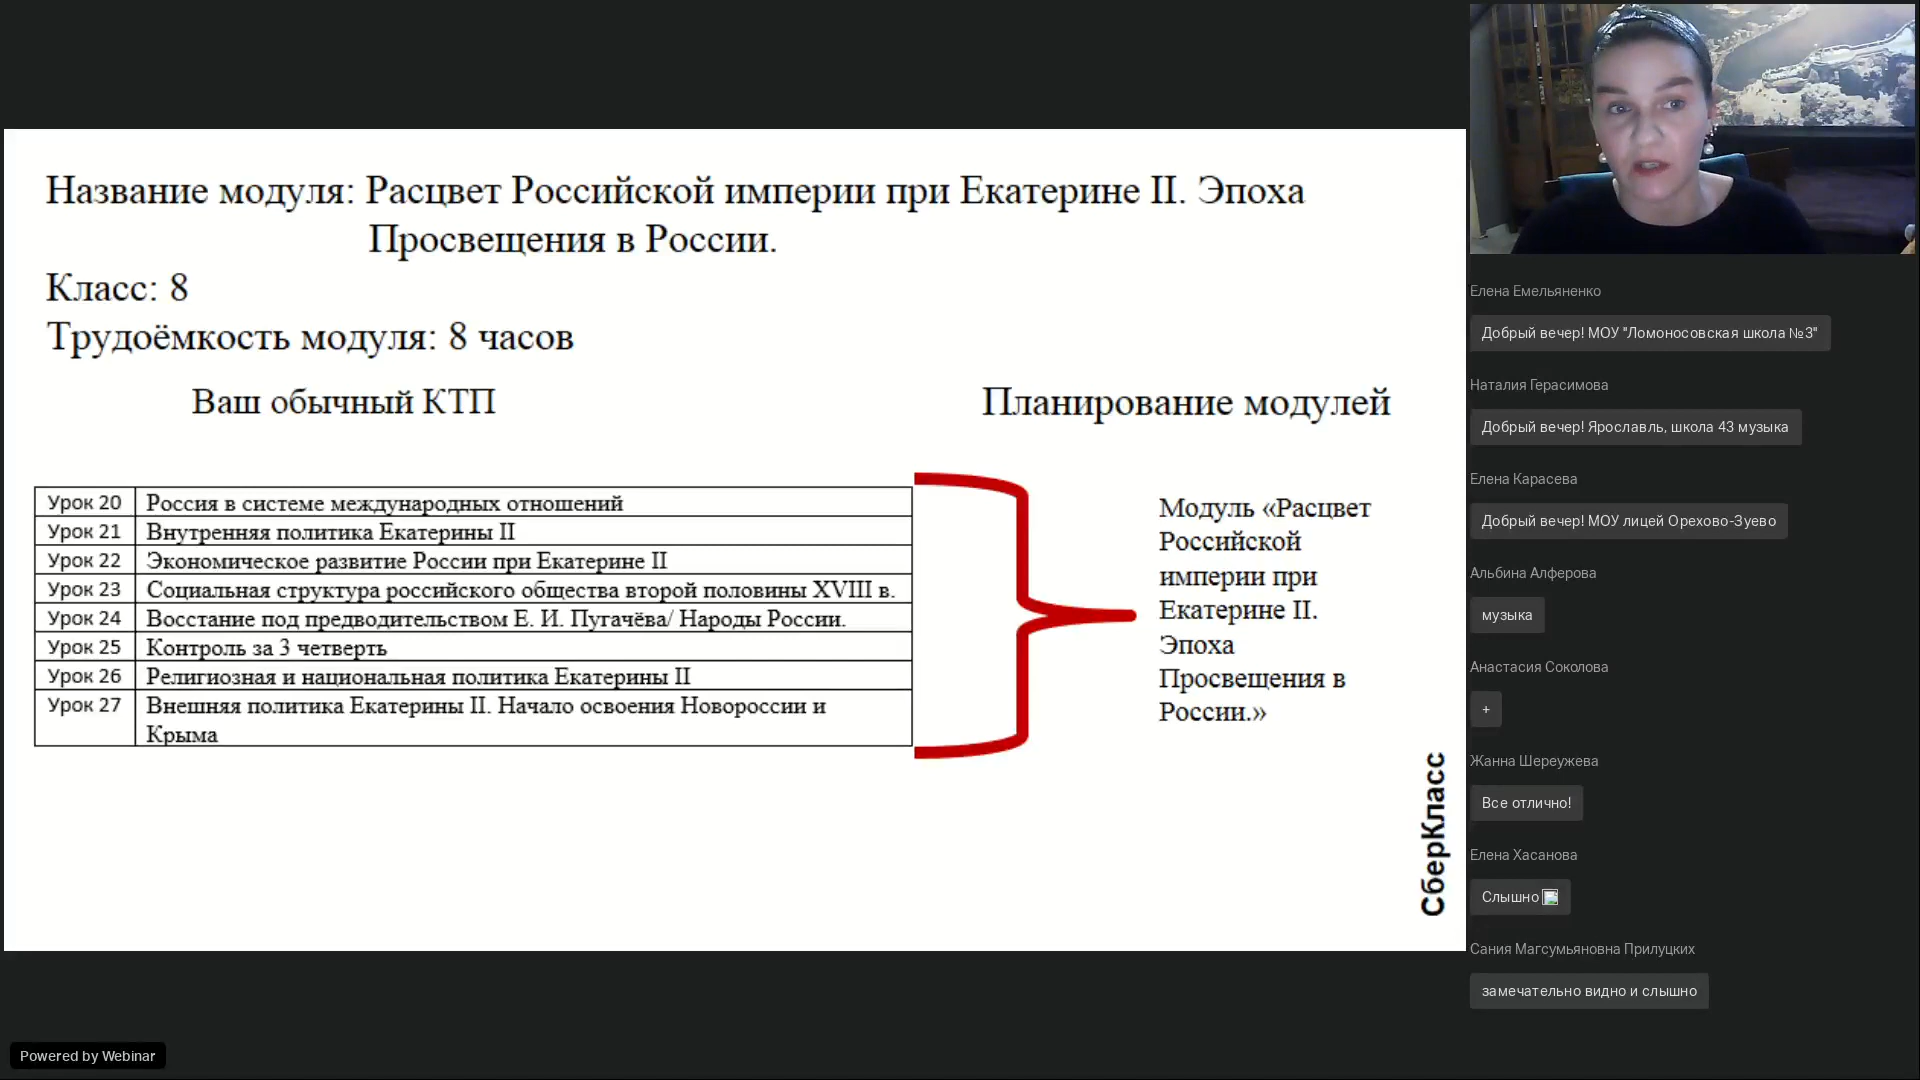 Название модуля: Расцвет Российской империи при Екатерине II. Эпоха
Просвещения в России.
Класс: 8
Трудоёмкость модуля: 8 часов
Ваш обычный КТП
Планирование модулей
Урок 20 Россия в системе международных отношений
Урок 21 Внутренняя политика Екатерины II
Урок 22 Экономическое развитие России при Екатерине II
Урок 23 Социальная структура российского общества второй половины XVIII в.
Урок 24 Восстание под предводительством Е. И. Пугачёва/ Народы России.
Урок 25 Контроль за 3 четверть
Урок 26 Религиозная и национальная политика Екатерины II
Урок 27 Внешняя политика Екатерины II. Начало освоения Новороссии и
Крыма
Модуль «Расцвет
Российской
империи при
Екатерине II.
Эпоха
Просвещения в
России.»
СберКласс
Елена Емельяненко
Добрый вечер! МОУ "Ломоносовская школа №3"
Наталия Герасимова
Добрый вечер! Ярославль, школа 43 музыка
Елена Карасева
Добрый вечер! МОУ лицей Орехово-Зуево
Альбина Алферова
музыка
Анастасия Соколова
+
Жанна Шереужева
Все отлично!
Елена Хасанова
Слышно
Сания Магсумьяновна Прилуцких
замечательно видно и слышно
Powered by Webinar